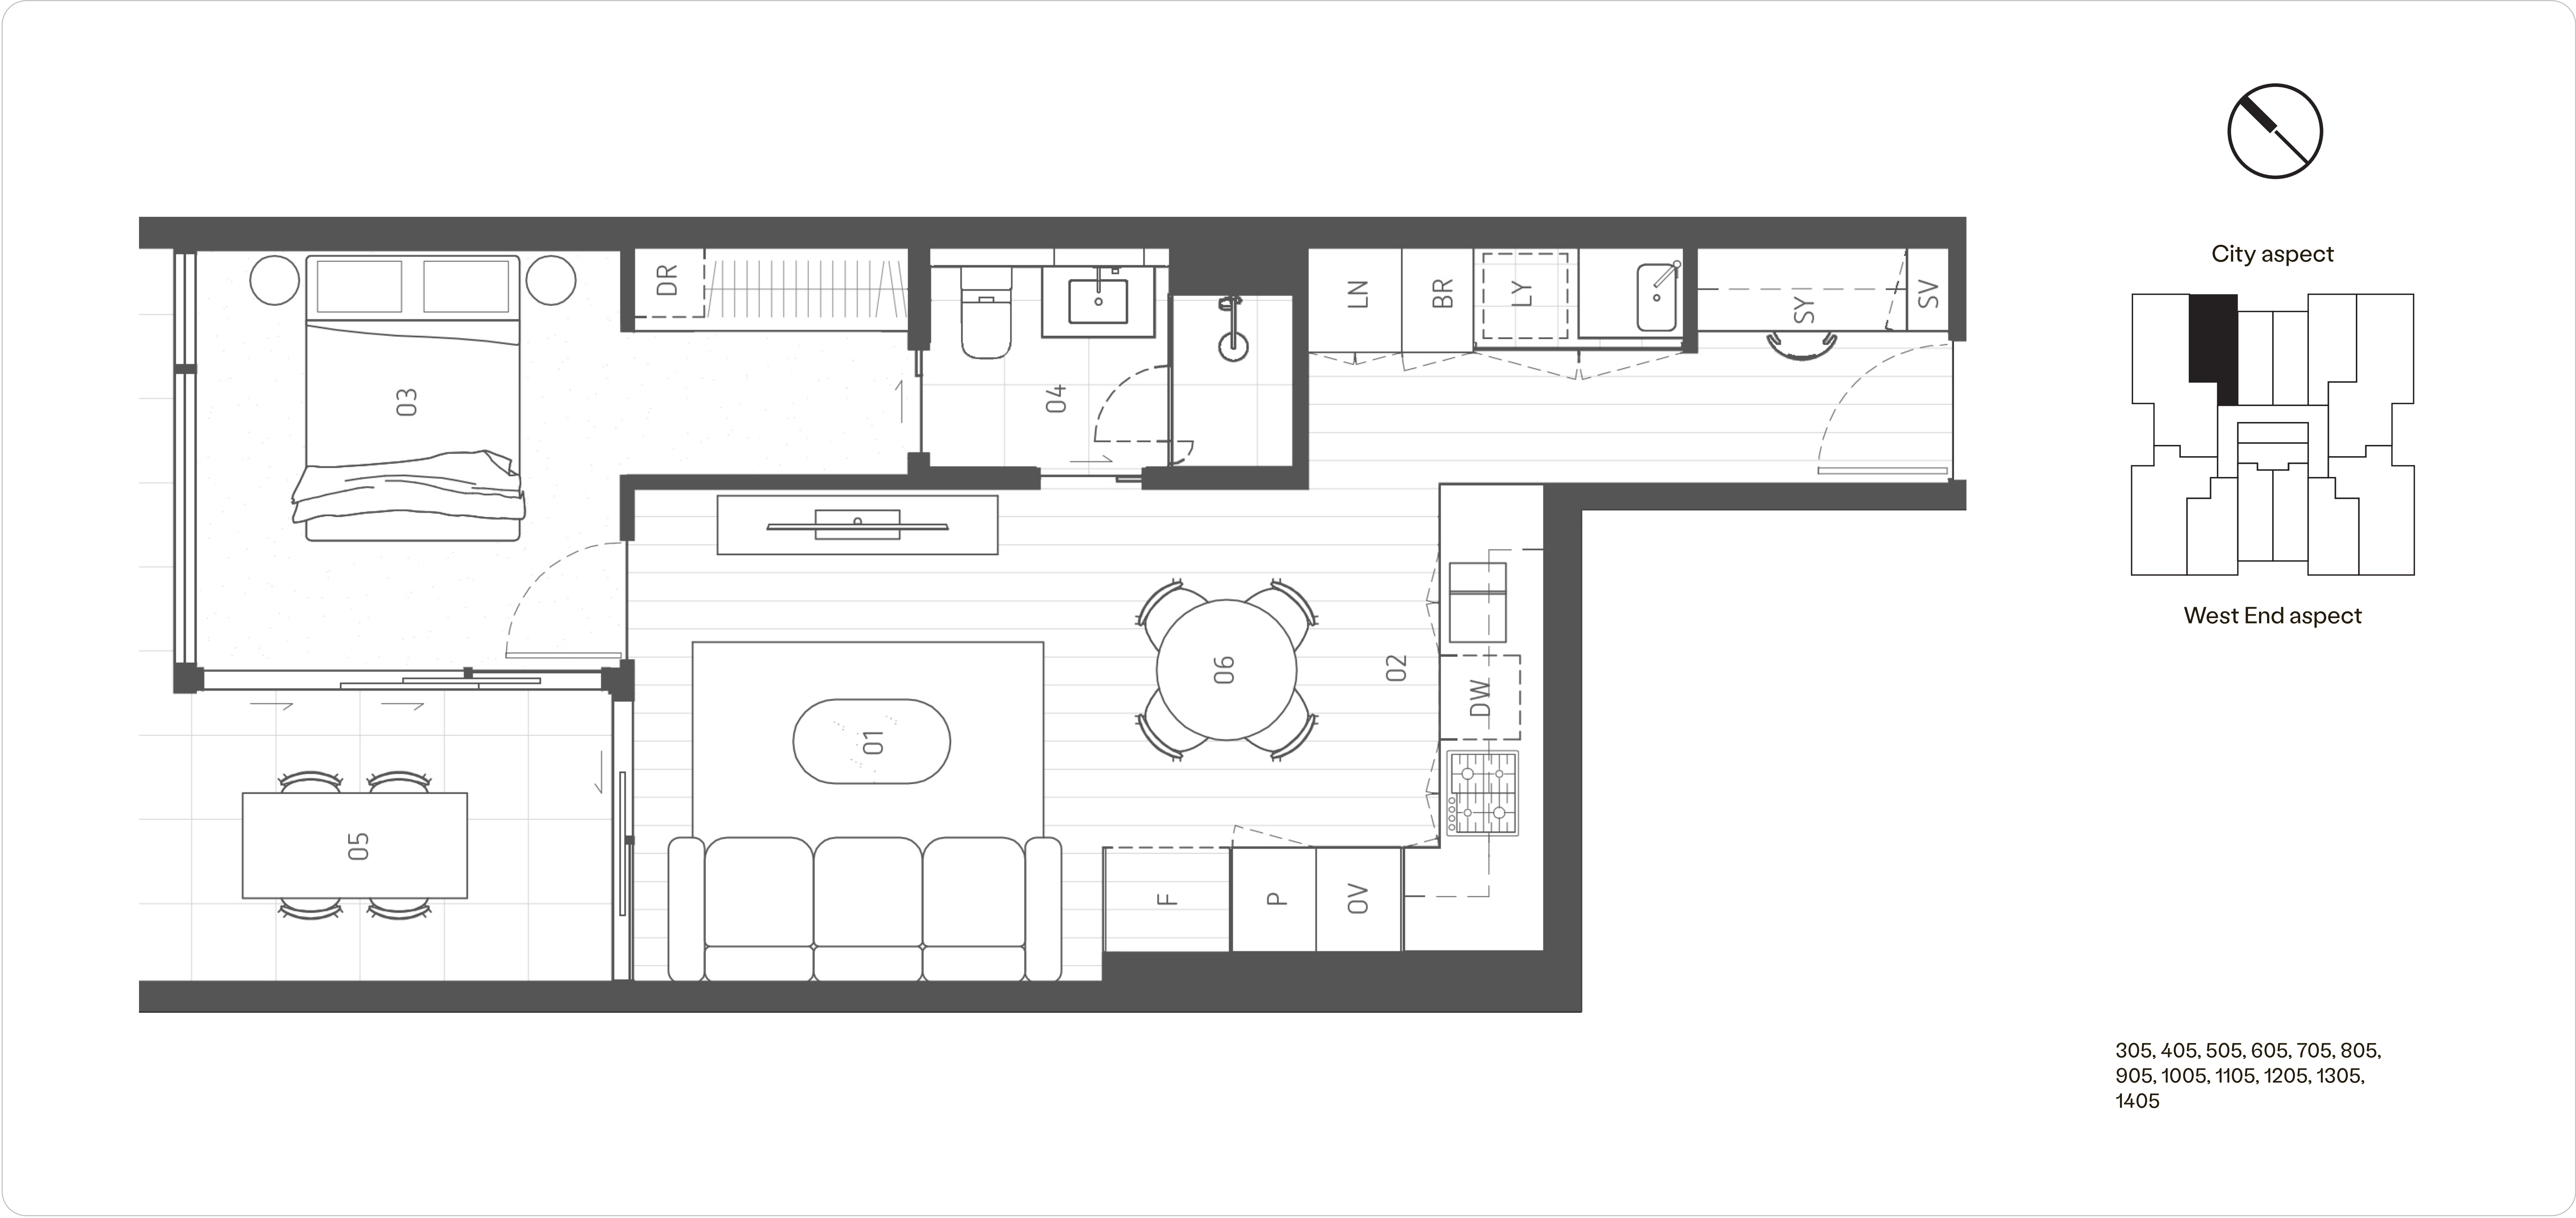 City aspect
West End aspect
DR
LN
BR
LY
SY
SV
03
04
02
DW
06
01
05
F
P
OV
305, 405, 505, 605, 705, 805,
905, 1005, 1105, 1205, 1305,
1405